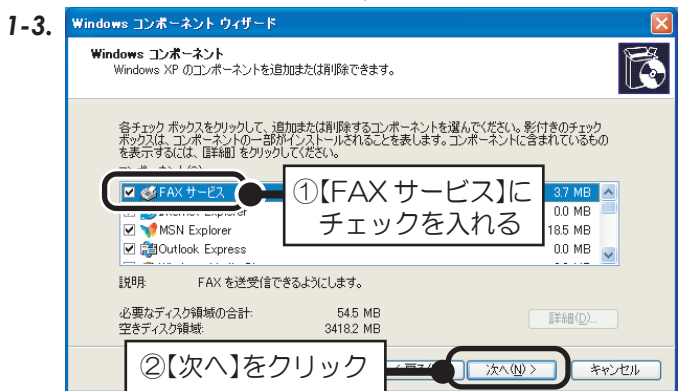 1-3.
Windows コンポーネント ウィザード
Windows コンポーネント
Windows XP のコンポーネントを追加または削除できます。
各チェック ボックスをクリックして、追加または削除するコンポーネントを選んでください。影付きのチェック
ボックスは、コンポーネントの一部がインストールされることを表します。コンポーネントに含まれているもの
を表示するには、[詳細] をクリックしてください。
FAX サービス 3.7 MB
①【FAX サービス】に
チェックを入れる
Internet Explorer 0.0 MB
MSN Explorer 18.5 MB
Outlook Express 0.0 MB
説明: FAX を送受信できるようにします。
必要なディスク領域の合計: 54.5 MB
空きディスク領域: 3418.2 MB
詳細(D)...
②【次へ】をクリック
次へ(N) >
キャンセル